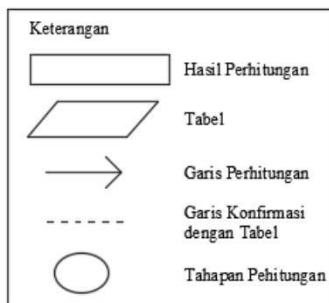 Keterangan
Hasil Perhitungan
Tabel
Garis Perhitungan
Garis Konfirmasi
dengan Tabel
Tahapan Pehitungan